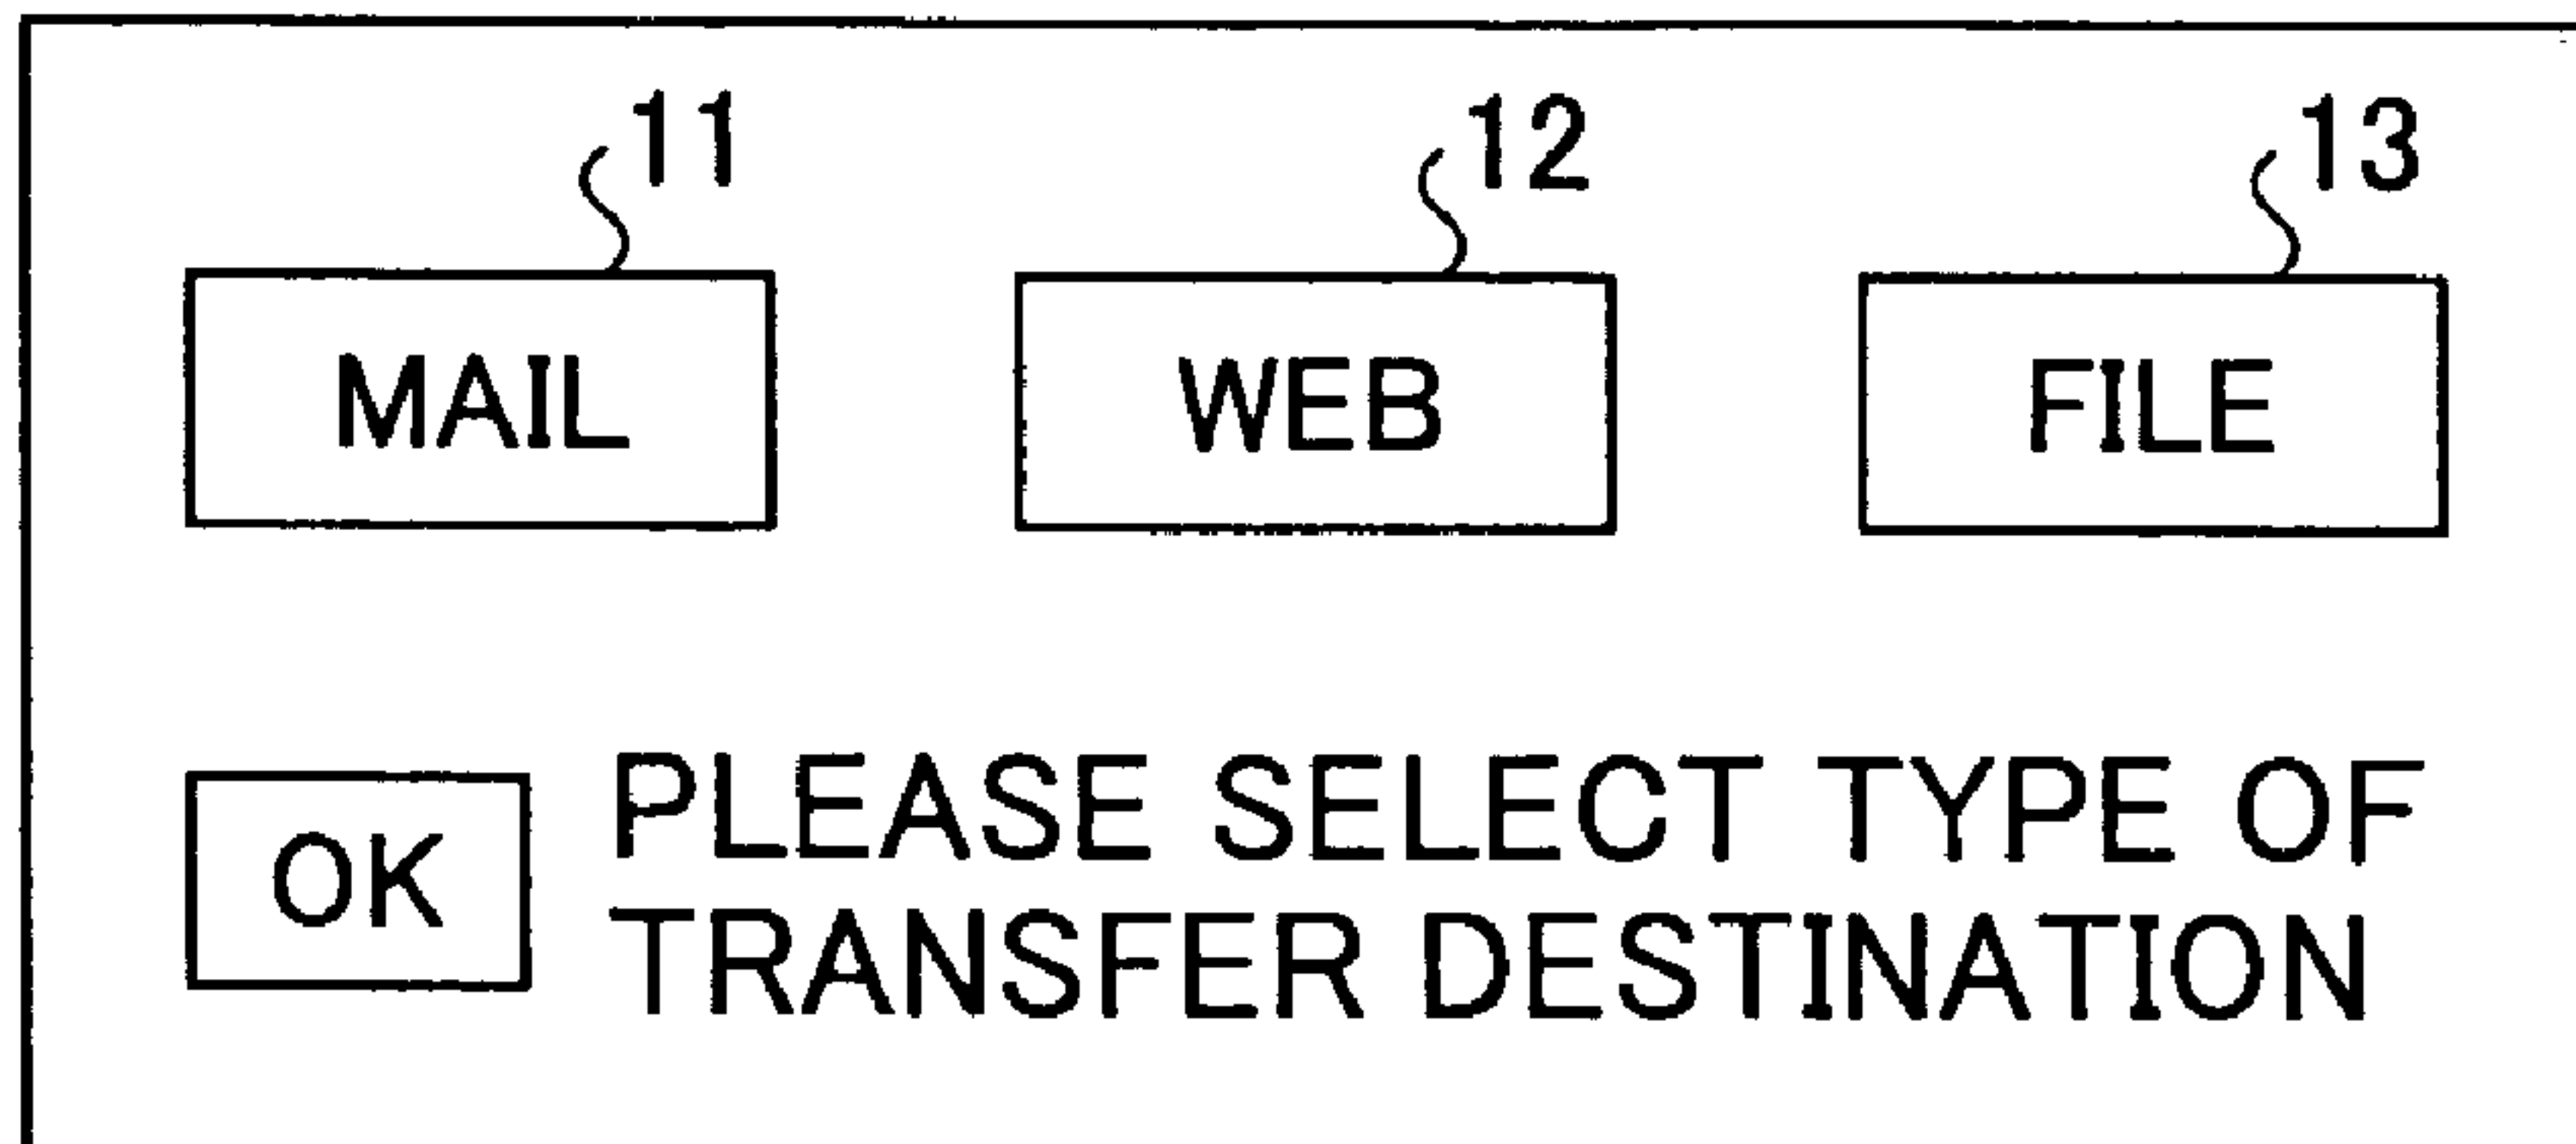 11 12 13
MAIL WEB FILE
OK PLEASE SELECT TYPE OF
TRANSFER DESTINATION